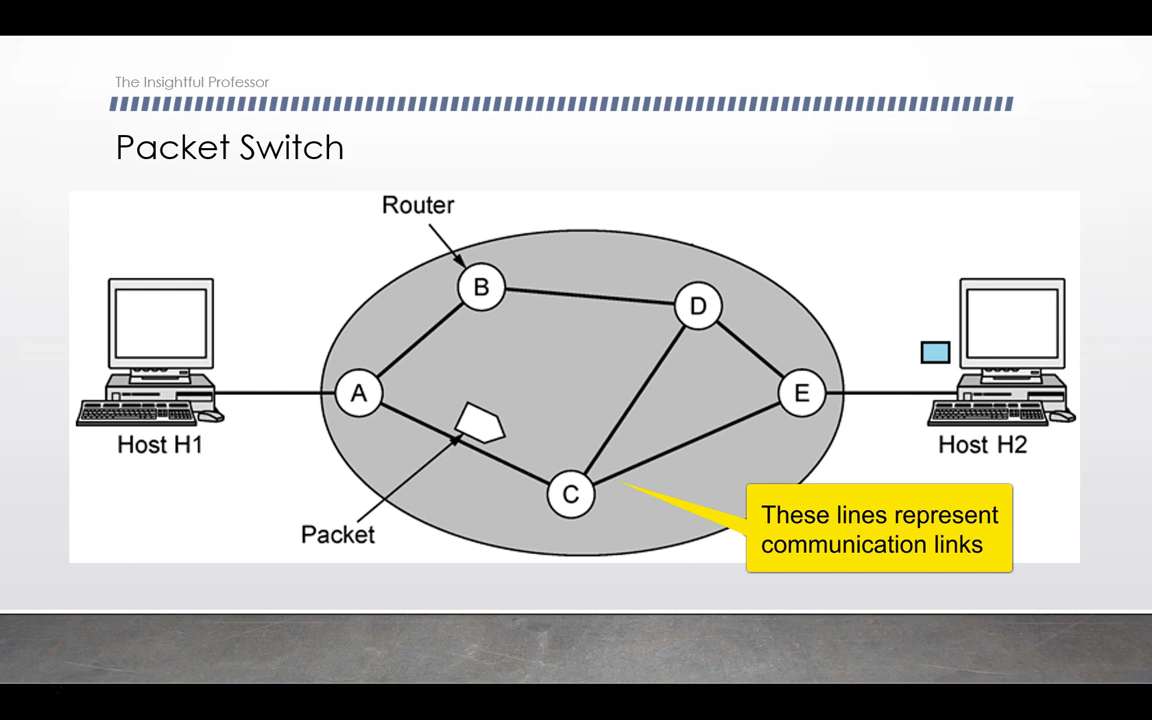 The Insightful Professor
Packet Switch
Router
B
D
A
E
Host H1
Host H2
C
Packet
These lines represent
communication links